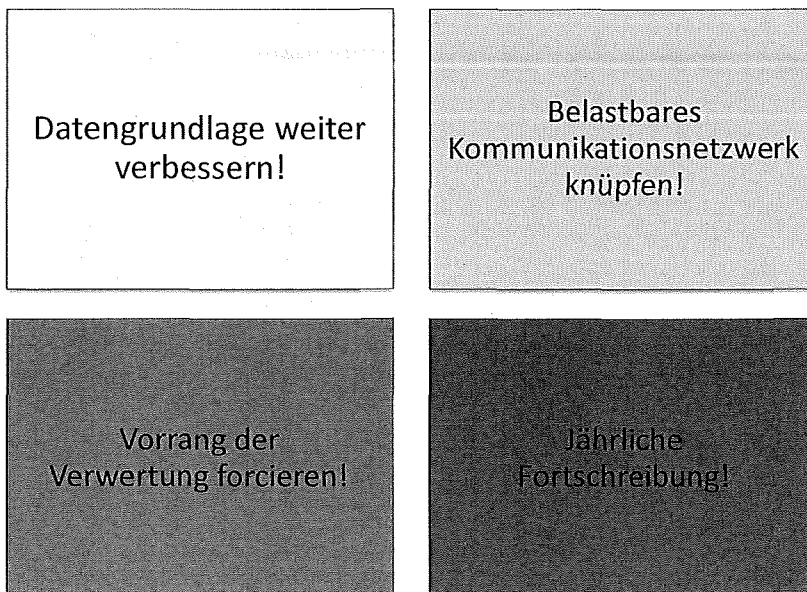 Datengrundlage weiter
verbessern!
Belastbares
Kommunikationsnetzwerk
knüpfen!
Vorrang der
Verwertung forcieren!
Jährliche
Fortschreibung!